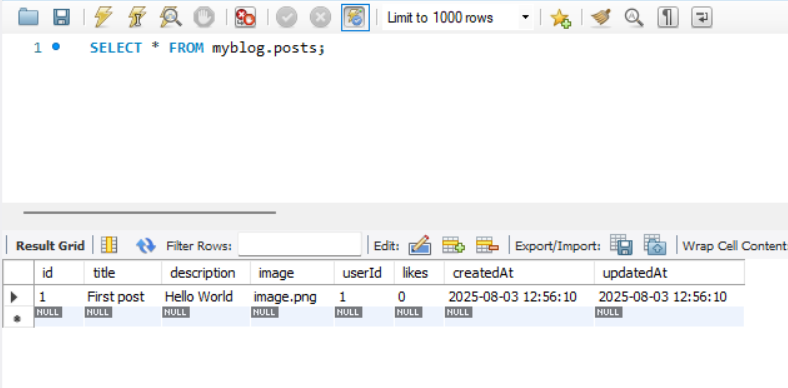 Limit to 1000 rows
1 SELECT * FROM myblog.posts;
Result Grid Filter Rows: Edit: Export/Import: Wrap Cell Content
id title description image userId likes createdAt updatedAt
1 First post Hello World image.png 1 0 2025-08-03 12:56:10 2025-08-03 12:56:10
NULL NULL NULL NULL NULL NULL NULL NULL